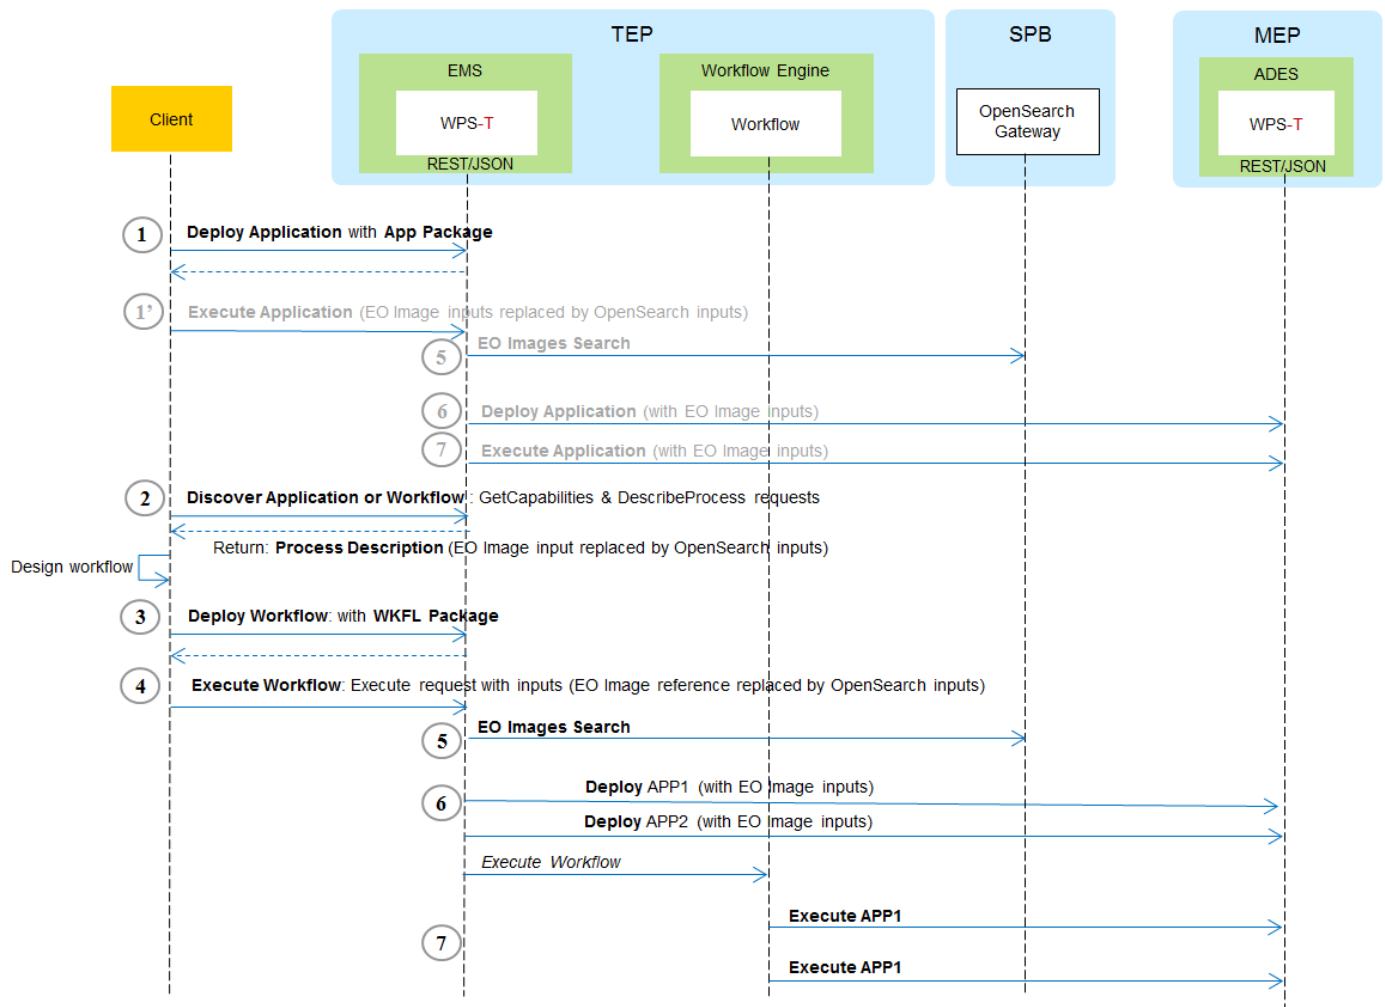 TEP
SPB
MEP
EMS
Workflow Engine
ADES
Client
WPS-T
Workflow
OpenSearch
Gateway
WPS-T
REST/JSON
REST/JSON
1
Deploy Application with App Package
1’
Execute Application (EO Image inputs replaced by OpenSearch inputs)
5
EO Images Search
6
Deploy Application (with EO Image inputs)
7
Execute Application (with EO Image inputs)
2
Discover Application or Workflow : GetCapabilities & DescribeProcess requests
Return: Process Description (EO Image input replaced by OpenSearch inputs)
Design workflow
3
Deploy Workflow: with WKFL Package
4
Execute Workflow: Execute request with inputs (EO Image reference replaced by OpenSearch inputs)
5
EO Images Search
6
Deploy APP1 (with EO Image inputs)
Deploy APP2 (with EO Image inputs)
Execute Workflow
7
Execute APP1
Execute APP1